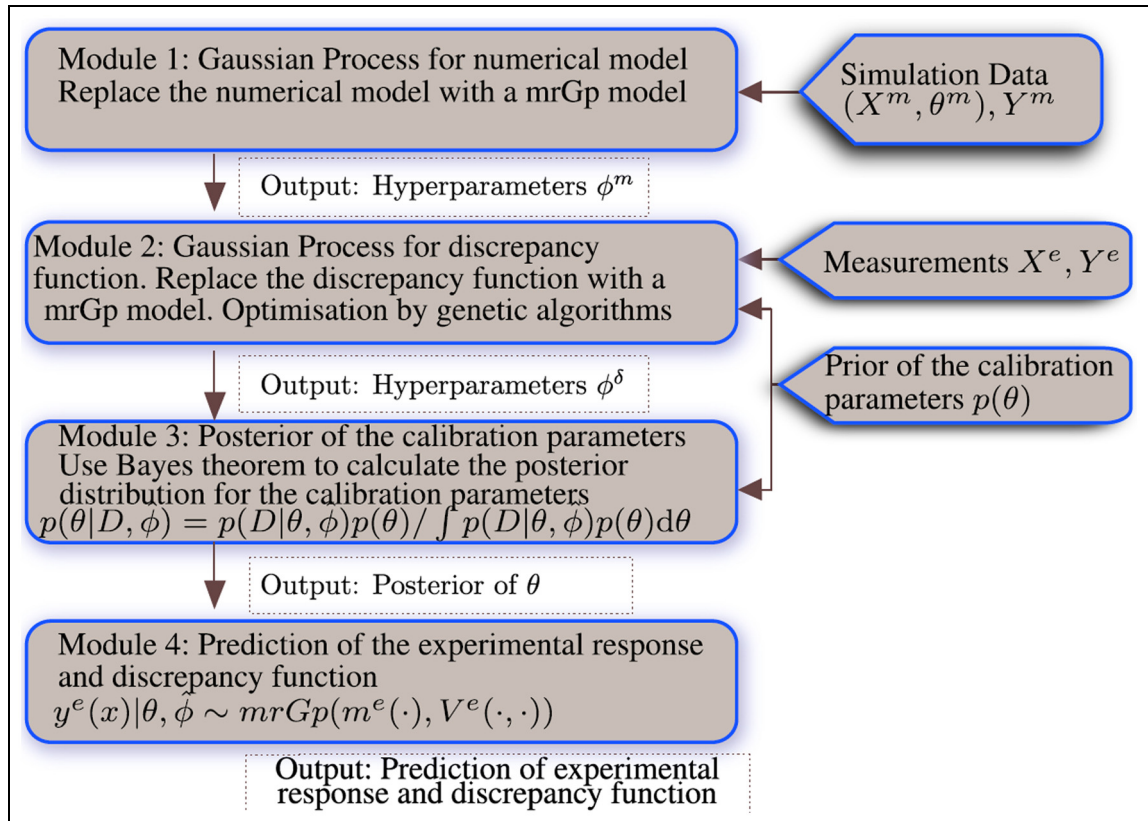 Module 1: Gaussian Process for numerical model
Replace the numerical model with a mrGp model
Simulation Data
(X^m, θ^m), Y^m
Output: Hyperparameters ϕ^m
Module 2: Gaussian Process for discrepancy
function. Replace the discrepancy function with a
mrGp model. Optimisation by genetic algorithms
Measurements X^e, Y^e
Prior of the calibration
parameters p(θ)
Output: Hyperparameters ϕ^δ
Module 3: Posterior of the calibration parameters
Use Bayes theorem to calculate the posterior
distribution for the calibration parameters
p(θ|D, ϕ̂) = p(D|θ, ϕ̂)p(θ)/ ∫ p(D|θ, ϕ̂)p(θ)dθ
Output: Posterior of θ
Module 4: Prediction of the experimental response
and discrepancy function
y^e(x)|θ, ϕ̂ ∼ mrGp(m^e(·), V^e(·, ·))
Output: Prediction of experimental
response and discrepancy function